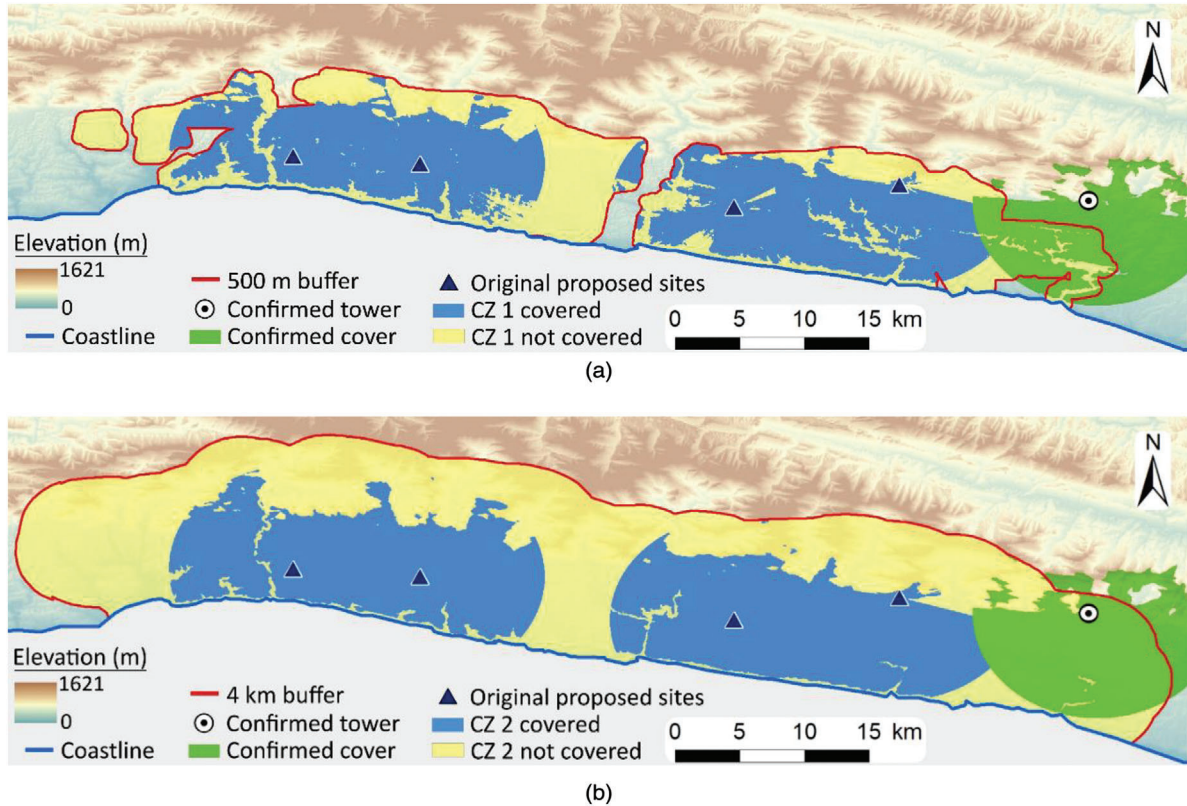 N
Elevation (m)
1621
0
Coastline
500 m buffer
Confirmed tower
Confirmed cover
Original proposed sites
CZ 1 covered
CZ 1 not covered
0 5 10 15 km
(a)
N
Elevation (m)
1621
0
Coastline
4 km buffer
Confirmed tower
Confirmed cover
Original proposed sites
CZ 2 covered
CZ 2 not covered
0 5 10 15 km
(b)